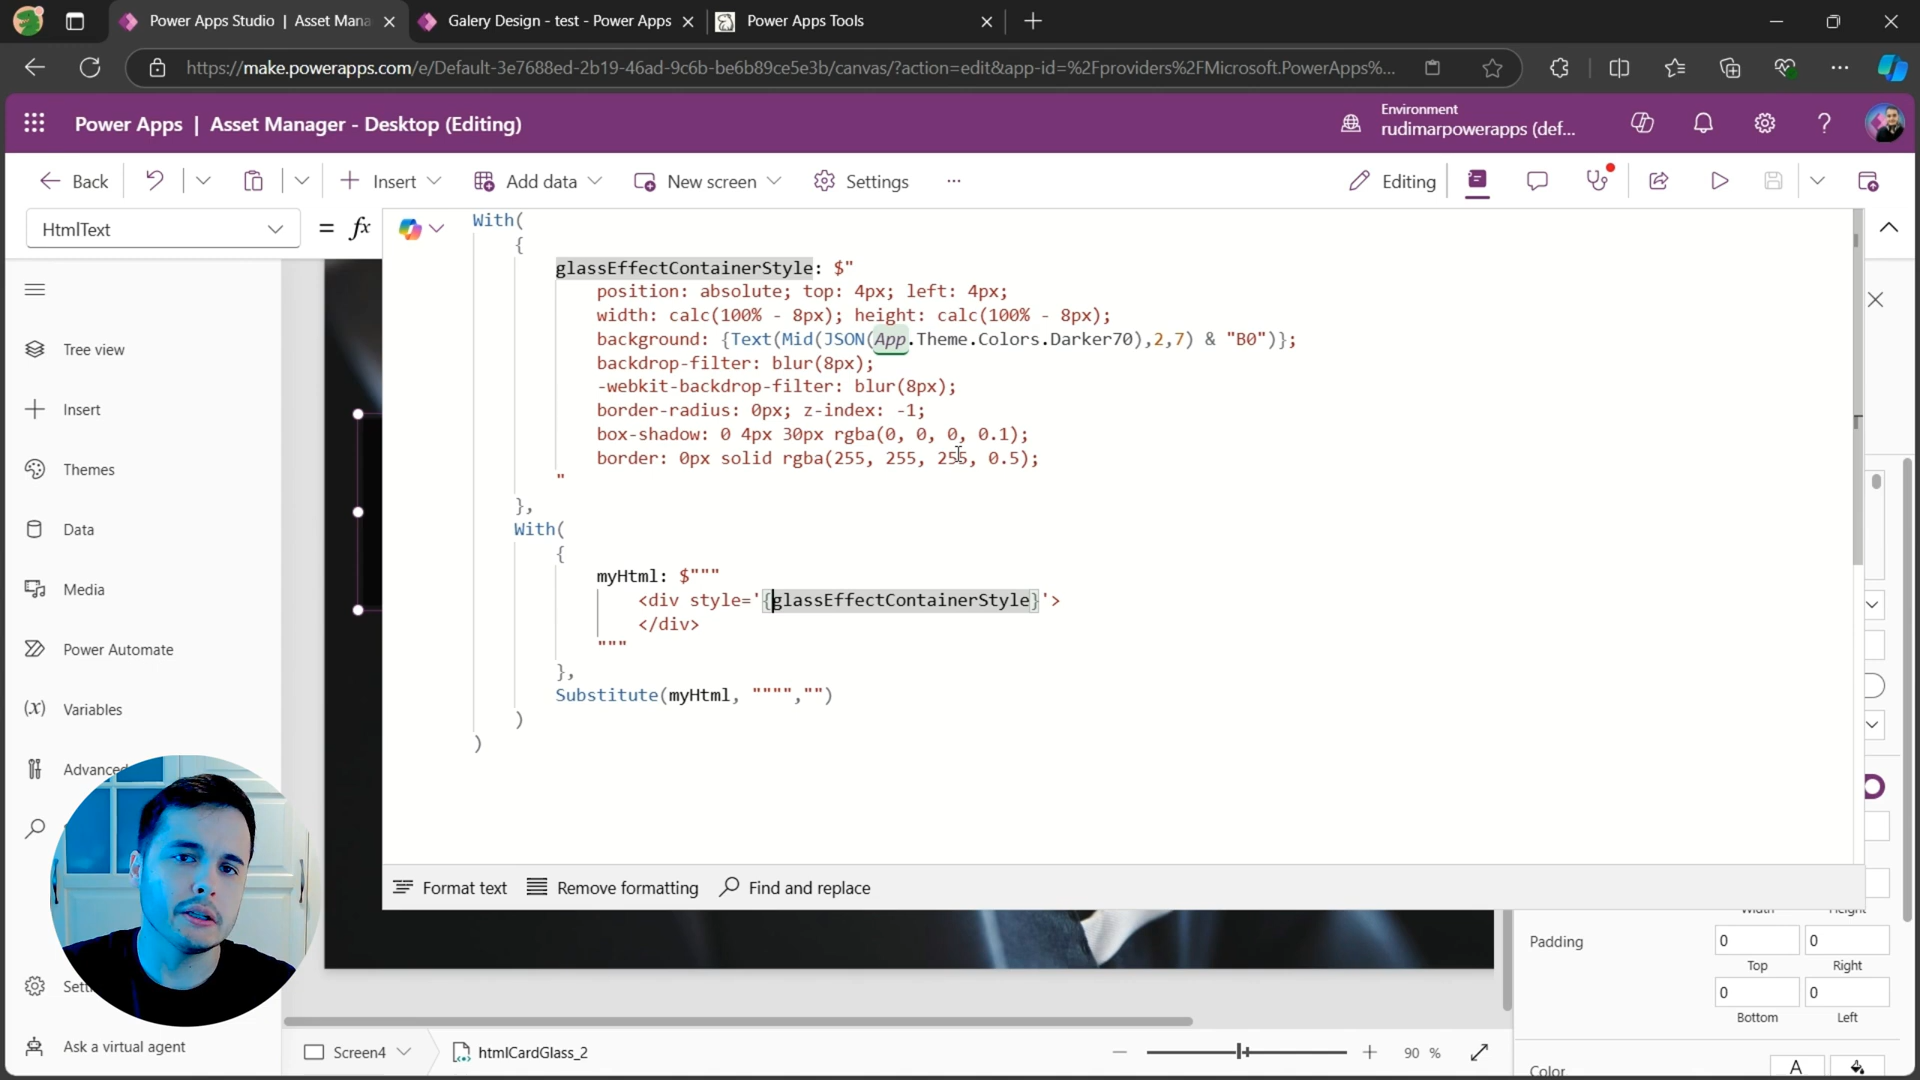 Power Apps Studio | Asset Mana
Galery Design - test - Power Apps
Power Apps Tools
https://make.powerapps.com/e/Default-3e7688ed-2b19-46ad-9c6b-be6b89ce5e3b/canvas/?action=edit&app-id=%2Fproviders%2FMicrosoft.PowerApps%...
Power Apps | Asset Manager - Desktop (Editing)
Environment
rudimarpowerapps (def...
Back
Insert
Add data
New screen
Settings
...
Editing
HtmlText
= fx
With(
{
glassEffectContainerStyle: $"
position: absolute; top: 4px; left: 4px;
width: calc(100% - 8px); height: calc(100% - 8px);
background: {Text(Mid(JSON(App.Theme.Colors.Darker70),2,7) & "B0")};
backdrop-filter: blur(8px);
-webkit-backdrop-filter: blur(8px);
border-radius: 0px; z-index: -1;
box-shadow: 0 4px 30px rgba(0, 0, 0, 0.1);
border: 0px solid rgba(255, 255, 255, 0.5);
"
},
With(
{
myHtml: $"""
<div style='{glassEffectContainerStyle}'>
</div>
"""
},
Substitute(myHtml, """","")
)
)
Format text
Remove formatting
Find and replace
Tree view
Insert
Themes
Data
Media
Power Automate
(x) Variables
Advanced
Ask a virtual agent
Screen4
htmlCardGlass_2
90 %
Width
Height
Padding
0
0
Top
Right
0
0
Bottom
Left
Color
A